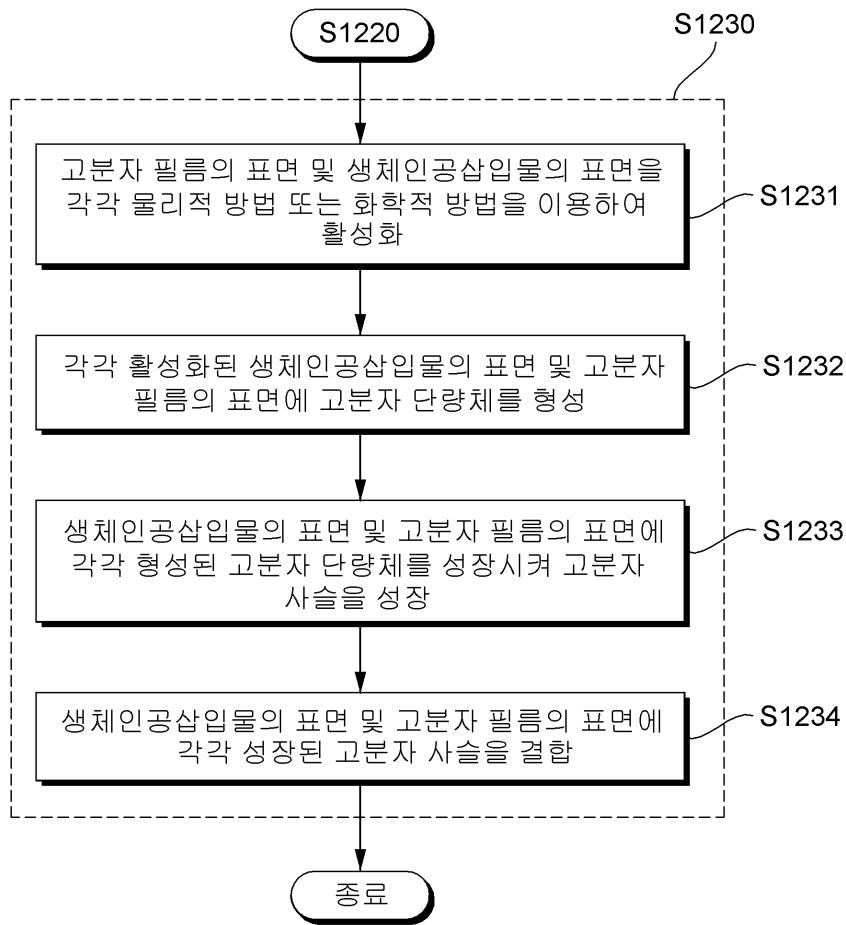 S1220
S1230
고분자 필름의 표면 및 생체인공삽입물의 표면을
각각 물리적 방법 또는 화학적 방법을 이용하여
활성화
S1231
각각 활성화된 생체인공삽입물의 표면 및 고분자
필름의 표면에 고분자 단량체를 형성
S1232
생체인공삽입물의 표면 및 고분자 필름의 표면에
각각 형성된 고분자 단량체를 성장시켜 고분자
사슬을 성장
S1233
생체인공삽입물의 표면 및 고분자 필름의 표면에
각각 성장된 고분자 사슬을 결합
S1234
종료